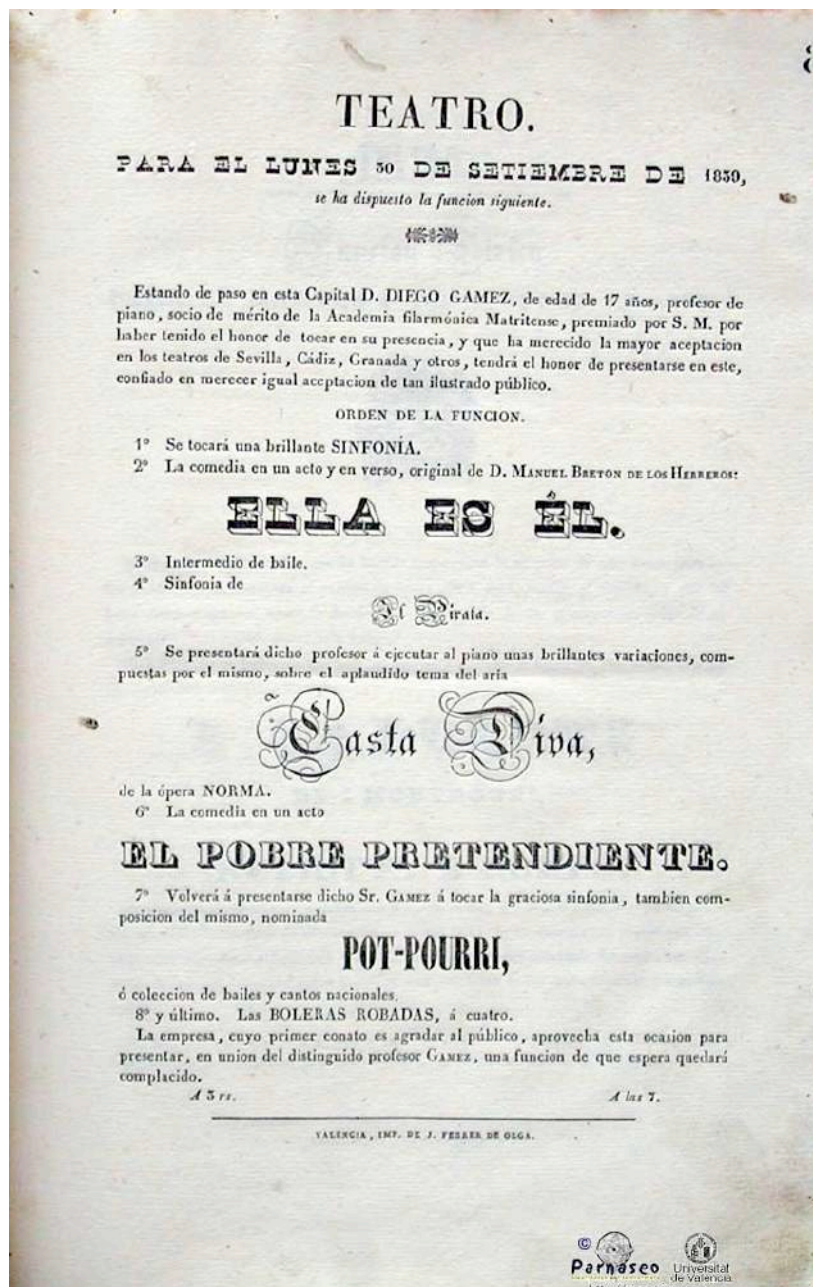 TEATRO.
PARA EL LUNES 30 DE SETIEMBRE DE 1839,
se ha dispuesto la funcion siguiente.
Estando de paso en esta Capital D. DIEGO GAMEZ, de edad de 17 años, profesor de
piano, socio de mérito de la Academia filarmónica Matritense, premiado por S. M. por
haber tenido el honor de tocar en su presencia, y que ha merecido la mayor aceptacion
en los teatros de Sevilla, Cádiz, Granada y otros, tendrá el honor de presentarse en este,
confiado en merecer igual aceptacion de tan ilustrado público.
ORDEN DE LA FUNCION.
1º Se tocará una brillante SINFONÍA.
2º La comedia en un acto y en verso, original de D. MANUEL BRETON DE LOS HERREROS:
ELLA ES ÉL.
3º Intermedio de baile.
4º Sinfonia de
Il Pirata.
5º Se presentará dicho profesor á ejecutar al piano unas brillantes variaciones, com-
puestas por el mismo, sobre el aplaudido tema del aria
Casta Diva,
de la ópera NORMA.
6º La comedia en un acto
EL POBRE PRETENDIENTE.
7º Volverá á presentarse dicho Sr. GAMEZ á tocar la graciosa sinfonia, tambien com-
posicion del mismo, nominada
POT-POURRI,
ó coleccion de bailes y cantos nacionales.
8º y último. Las BOLERAS ROBADAS, á cuatro.
La empresa, cuyo primer conato es agradar al público, aprovecha esta ocasion para
presentar, en union del distinguido profesor GAMEZ, una funcion de que espera quedará
complacido.
A 3 rs. A las 7.
VALENCIA, IMP. DE J. FERRER DE ORGA.
© Parnaseo Universitat de València